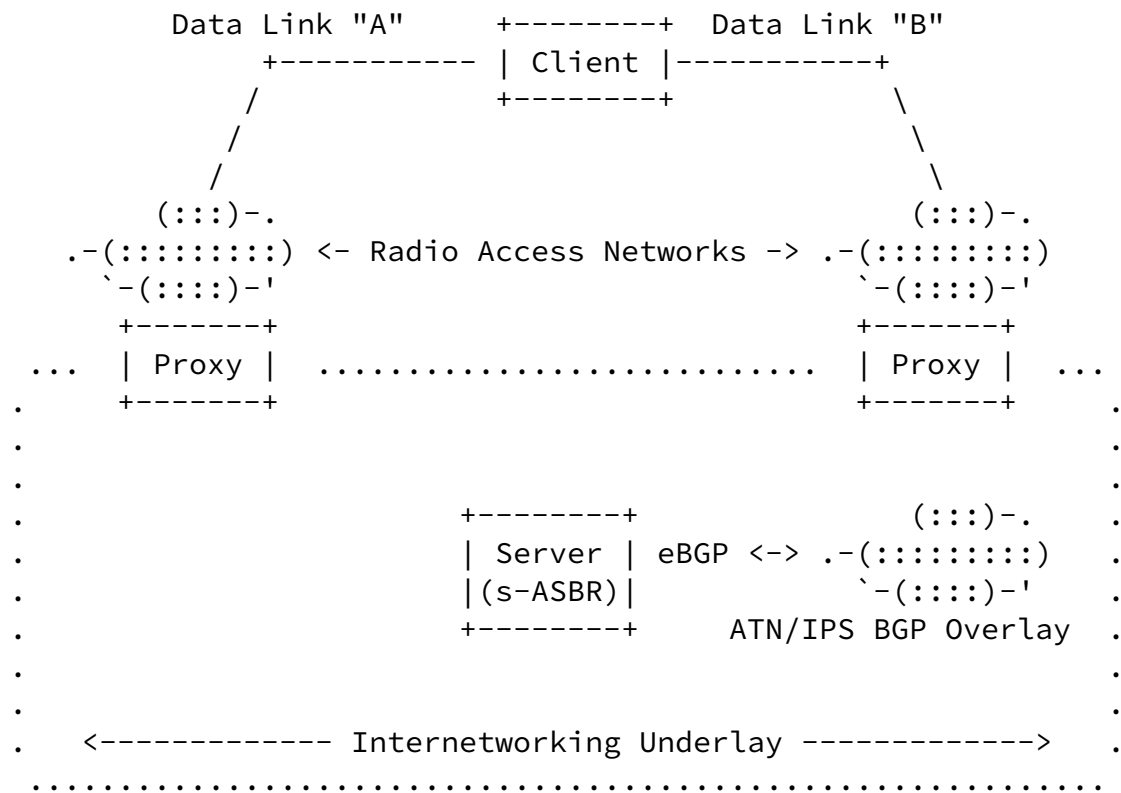 Data Link "A"      +--------+  Data Link "B"
+----------- | Client |-----------+
/              +--------+             \
/                                       \
/                                         \
(:::)-.                                       (:::)-.
.-(:::::::::) <- Radio Access Networks -> .-(:::::::::)
`-(::::)-'                                 `-(::::)-'
+-------+                                  +-------+
...  | Proxy |  ............................  | Proxy |  ...
.     +-------+                                  +-------+     .
.                                                              .
.                                                              .
.                         +--------+               (:::)-.     .
.                         | Server | eBGP <-> .-(:::::::::)    .
.                         |(s-ASBR)|             `-(::::)-'    .
.                         +--------+     ATN/IPS BGP Overlay  .
.                                                              .
.                                                              .
.   <------------- Internetworking Underlay ------------->    .
..............................................................